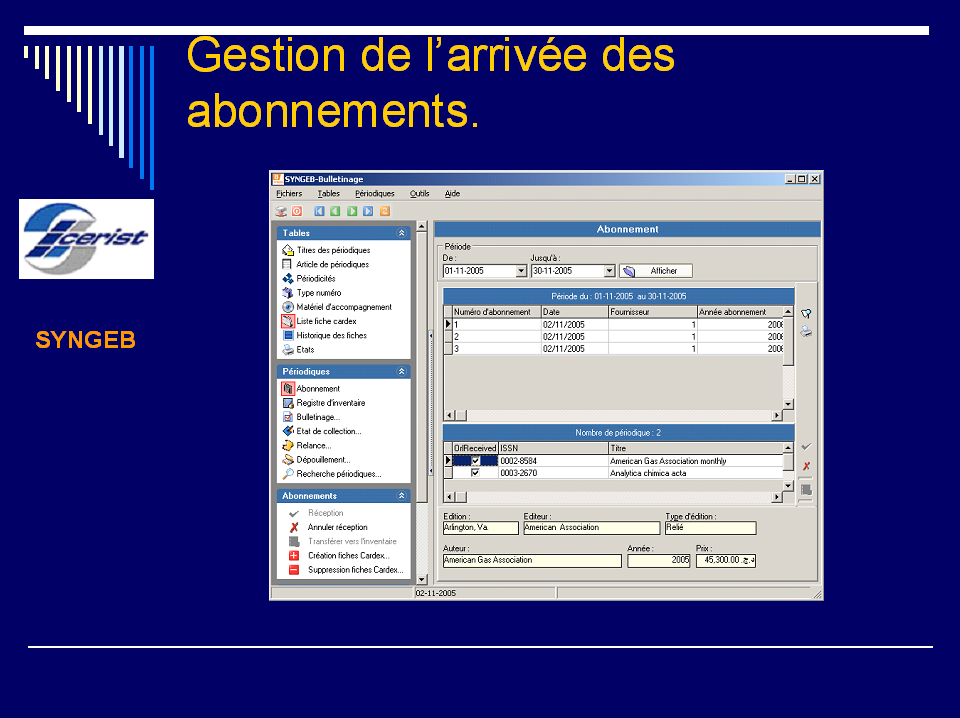 Gestion de l’arrivée des
abonnements.
cerist
SYNGEB
SYNGEB-Bulletinage
Fichiers Tables Périodiques Outils Aide
Tables
Titres des périodiques
Article de périodiques
Périodicités
Type numéro
Matériel d'accompagnement
Liste fiche cardex
Historique des fiches
Etats
Périodiques
Abonnement
Registre d'inventaire
Bulletinage...
Etat de collection...
Relance...
Dépouillement...
Recherche périodiques...
Abonnements
Réception
Annuler réception
Transférer vers l'inventaire
Création fiches Cardex...
Suppression fiches Cardex...
Abonnement
Période
De : Jusqu'à :
01-11-2005 30-11-2005 Afficher
Période du : 01-11-2005 au 30-11-2005
Numéro d'abonnement Date Fournisseur Année abonnement
1 02/11/2005 1
2 02/11/2005 1
3 02/11/2005 1
Nombre de périodique : 2
OrlReceived ISSN Titre
0002-8584 American Gas Association monthly
0003-2670 Analytica chimica acta
Edition : Editeur : Type d'édition :
Arlington, Va. American Association Relié
Auteur : Année : Prix :
American Gas Association 2005 45,300.00 د.ج.
02-11-2005